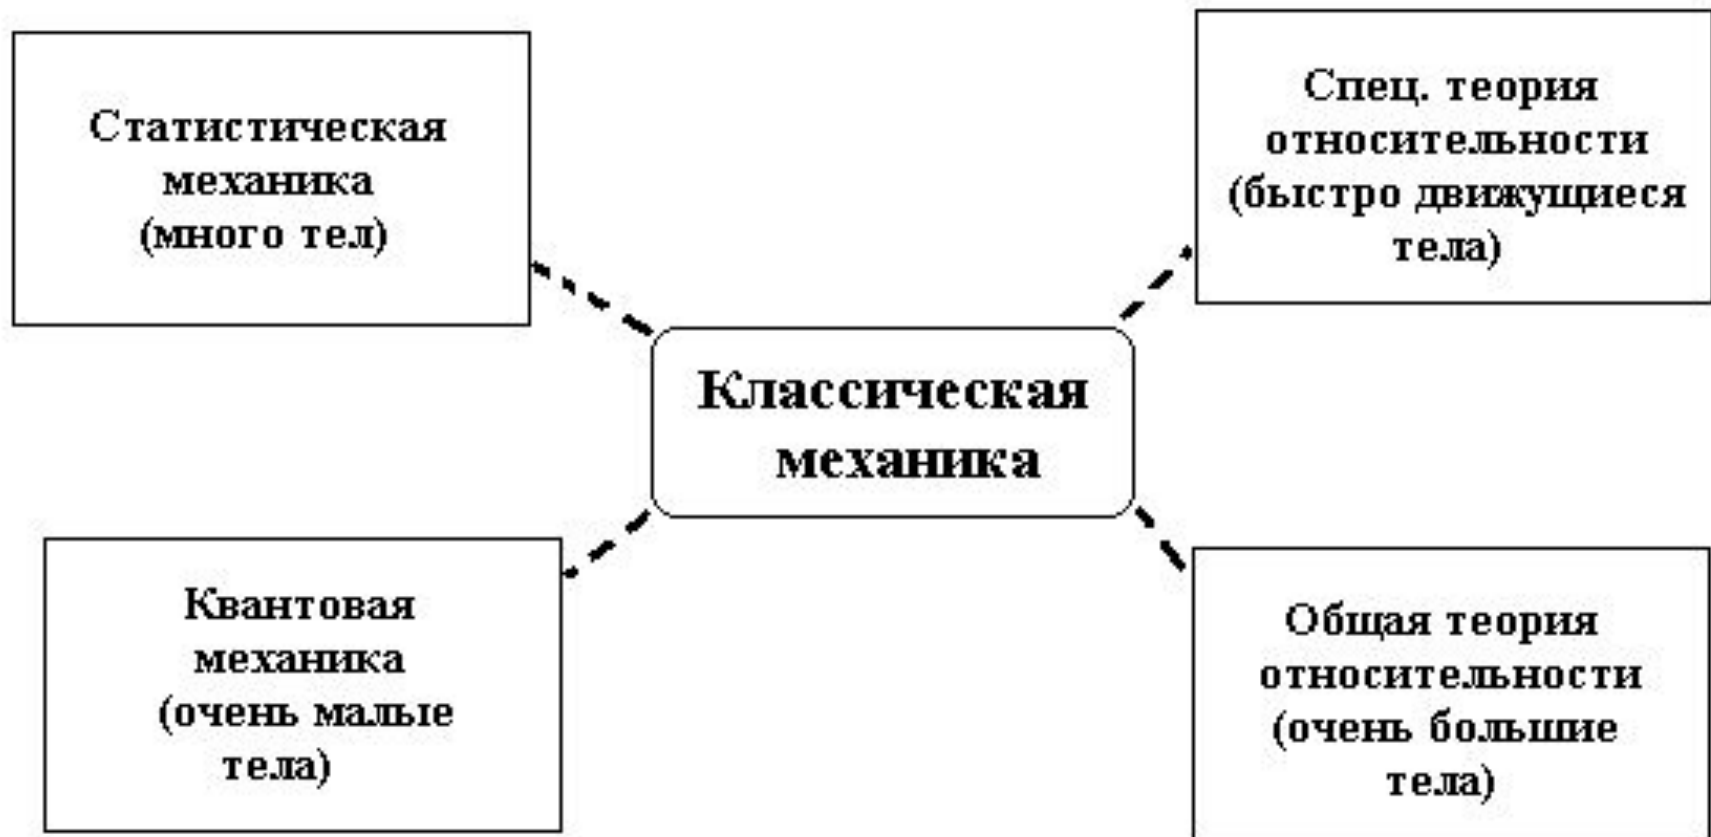 Статистическая
механика
(много тел)
Спец. теория
относительности
(быстро движущиеся
тела)
Классическая
механика
Квантовая
механика
(очень малые
тела)
Общая теория
относительности
(очень большие
тела)